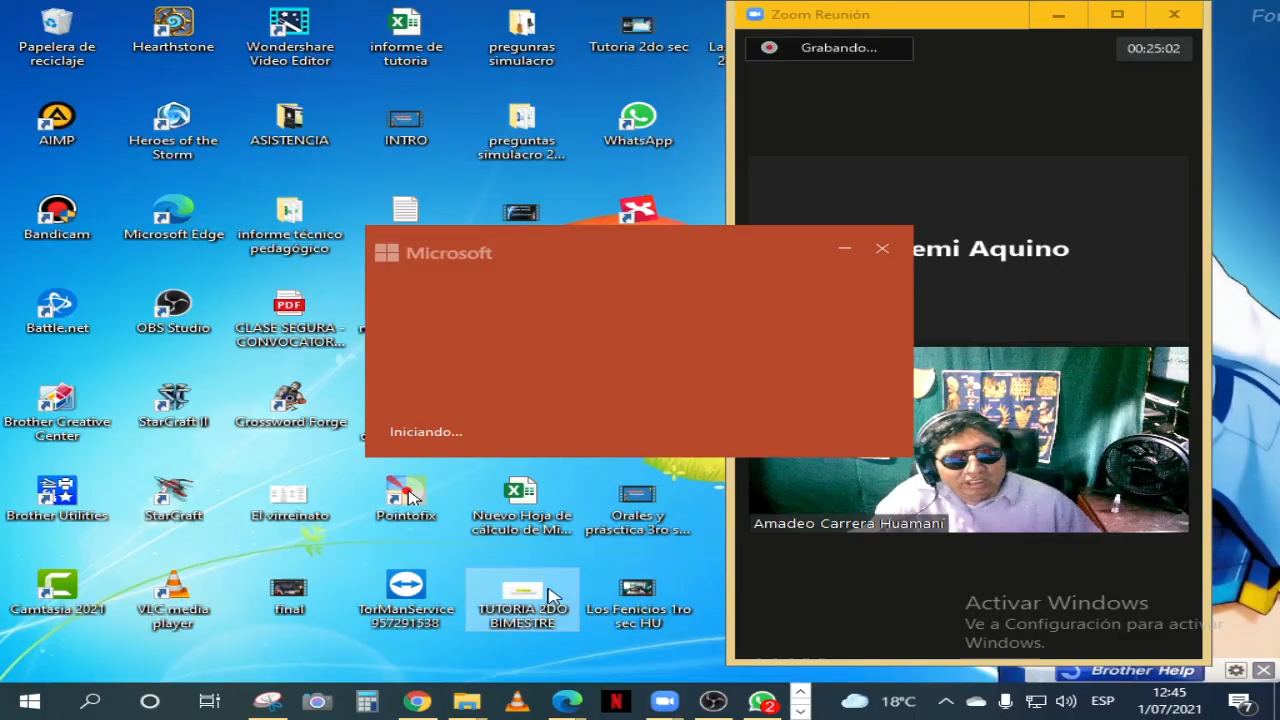 Papelera de
reciclaje
Hearthstone
Wondershare
Video Editor
informe de
tutoria
pregunras
simulacro
Tutoria 2do sec
Zoom Reunión
Grabando...
00:25:02
AIMP
Heroes of the
Storm
ASISTENCIA
INTRO
preguntas
simulacro 2...
WhatsApp
Bandicam
Microsoft Edge
informe técnico
pedagógico
Microsoft
emi Aquino
Battle.net
OBS Studio
PDF
CLASE SEGURA -
CONVOCATOR...
Iniciando...
Brother Creative
Center
StarCraft II
Crossword Forge
Brother Utilities
StarCraft
El virreinato
Pointofix
Nuevo Hoja de
cálculo de Mi...
Orales y
prásctica 3ro s...
Amadeo Carrera Huamaní
Camtasia 2021
VLC media
player
final
TorManService
957291538
TUTORIA 2DO
BIMESTRE
Los Fenicios 1ro
sec HU
Activar Windows
Ve a Configuración para activar
Windows.
Brother Help
2
18°C
ESP
12:45
1/07/2021
7